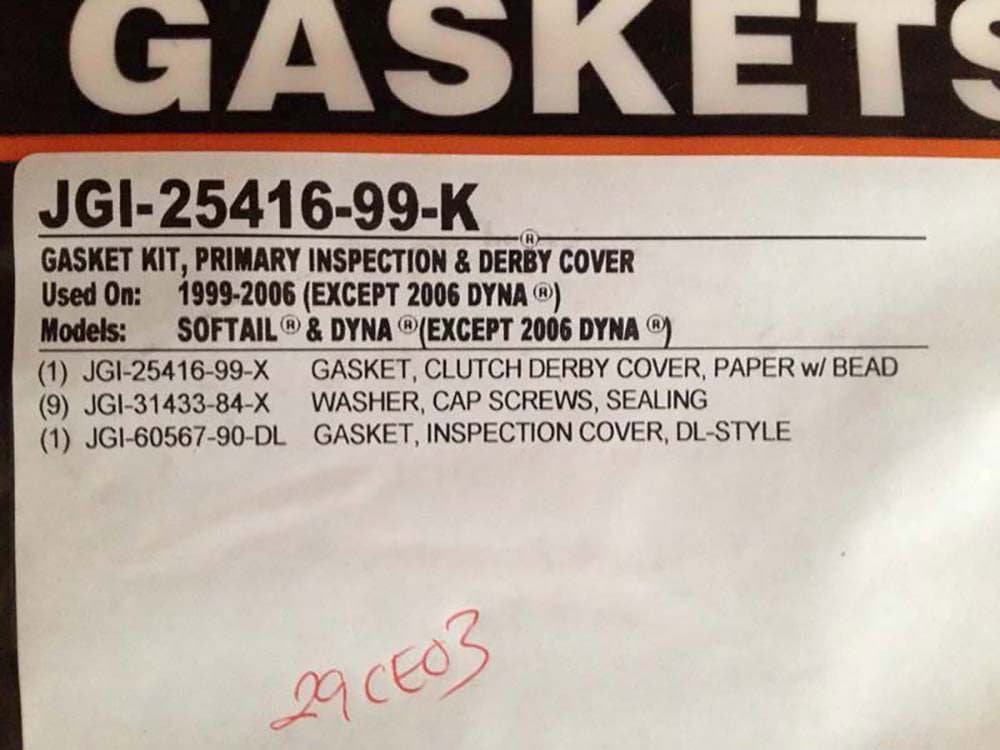 GASKETS
JGI-25416-99-K
®
GASKET KIT, PRIMARY INSPECTION & DERBY COVER
Used On: 1999-2006 (EXCEPT 2006 DYNA ®)
Models: SOFTAIL ® & DYNA ® (EXCEPT 2006 DYNA ®)
(1) JGI-25416-99-X GASKET, CLUTCH DERBY COVER, PAPER w/ BEAD
(9) JGI-31433-84-X WASHER, CAP SCREWS, SEALING
(1) JGI-60567-90-DL GASKET, INSPECTION COVER, DL-STYLE
29CE03